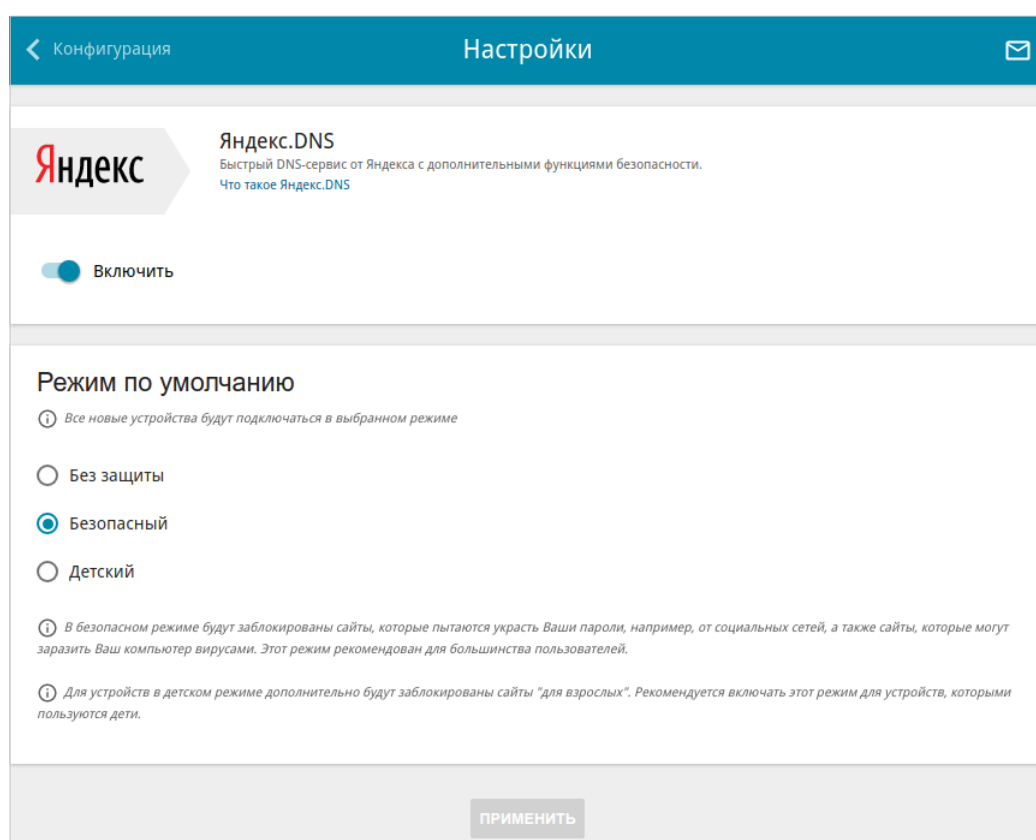 Конфигурация
Настройки
Яндекс
Яндекс.DNS
Быстрый DNS-сервис от Яндекса с дополнительными функциями безопасности.
Что такое Яндекс.DNS
Включить
Режим по умолчанию
Все новые устройства будут подключаться в выбранном режиме
Без защиты
Безопасный
Детский
В безопасном режиме будут заблокированы сайты, которые пытаются украсть Ваши пароли, например, от социальных сетей, а также сайты, которые могут
заразить Ваш компьютер вирусами. Этот режим рекомендован для большинства пользователей.
Для устройств в детском режиме дополнительно будут заблокированы сайты "для взрослых". Рекомендуется включать этот режим для устройств, которыми
пользуются дети.
ПРИМЕНИТЬ